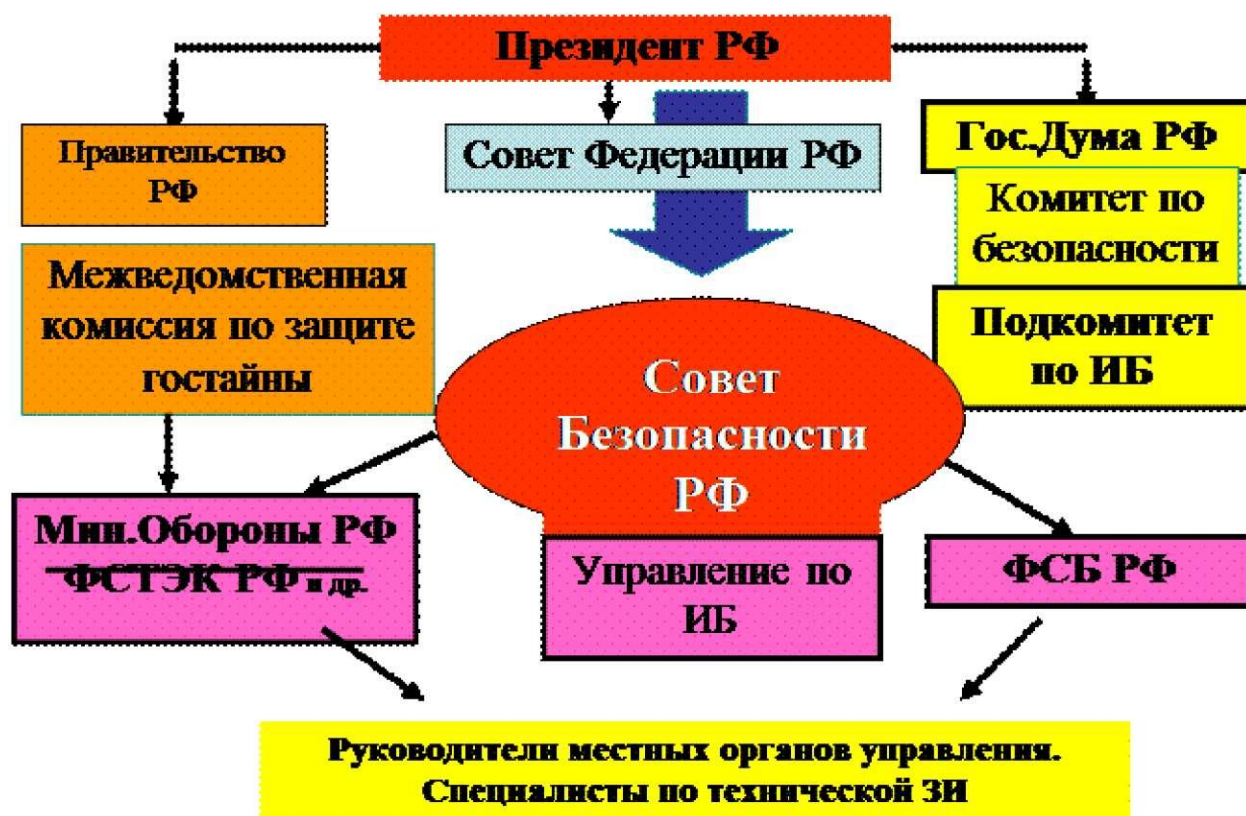 Президент РФ
Правительство
РФ
Совет Федерации РФ
Гос.Дума РФ
Комитет по
безопасности
Подкомитет
по ИБ
Межведомственная
комиссия по защите
гостайны
Совет
Безопасности
РФ
Управление по
ИБ
Мин.Обороны РФ
ФСТЭК РФ и др.
ФСБ РФ
Руководители местных органов управления.
Специалисты по технической ЗИ